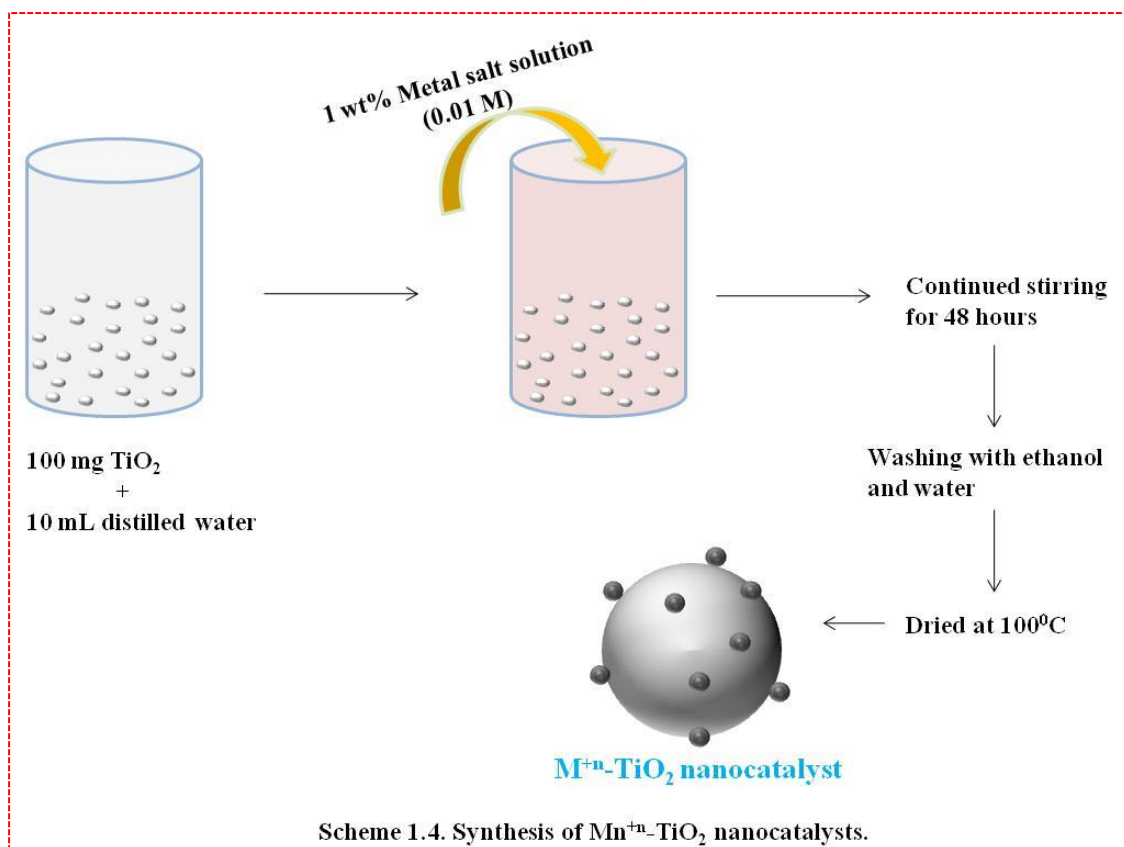 1 wt% Metal salt solution
(0.01 M)
100 mg TiO₂
+
10 mL distilled water
Continued stirring
for 48 hours
Washing with ethanol
and water
Dried at 100⁰C
M⁺ⁿ-TiO₂ nanocatalyst
Scheme 1.4. Synthesis of Mn⁺ⁿ-TiO₂ nanocatalysts.